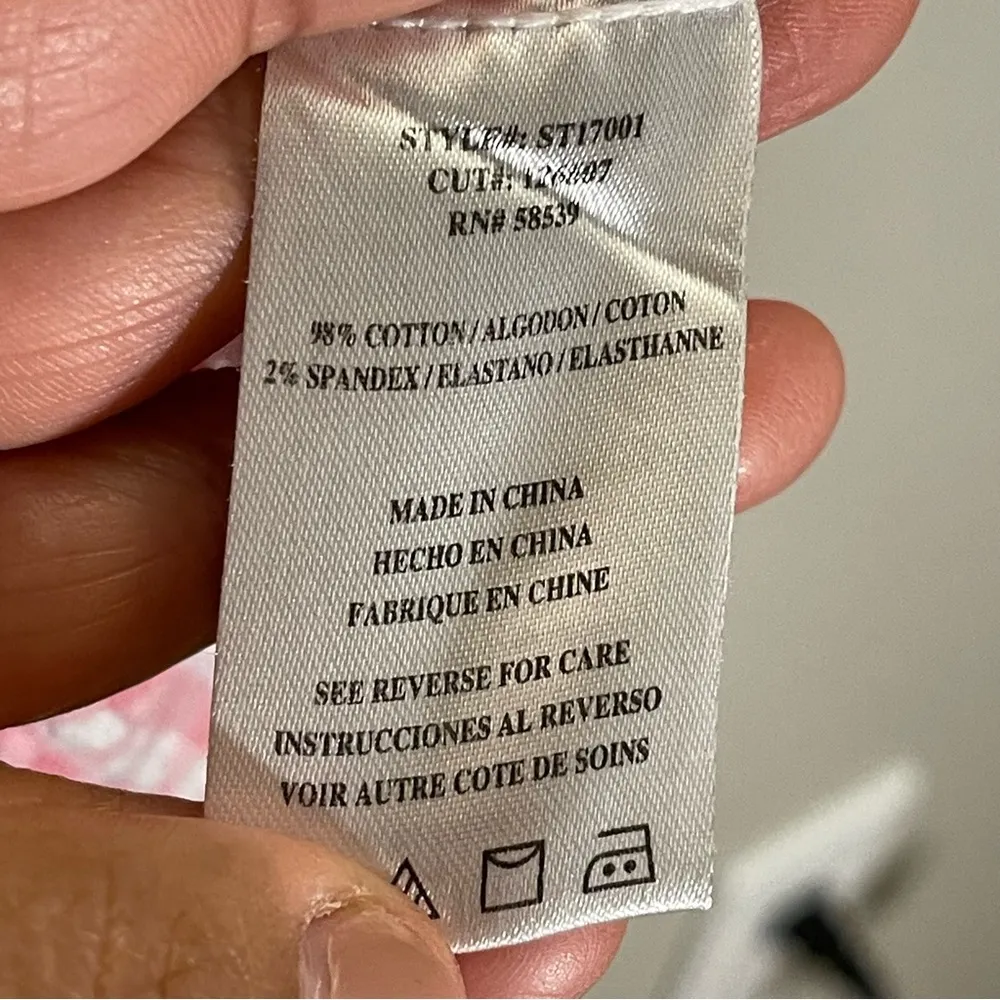 STYLE#: ST17001
CUT#:
RN# 58539
98% COTTON/ALGODON/COTON
2% SPANDEX/ELASTANO/ELASTHANNE
MADE IN CHINA
HECHO EN CHINA
FABRIQUE EN CHINE
SEE REVERSE FOR CARE
INSTRUCCIONES AL REVERSO
VOIR AUTRE COTE DE SOINS